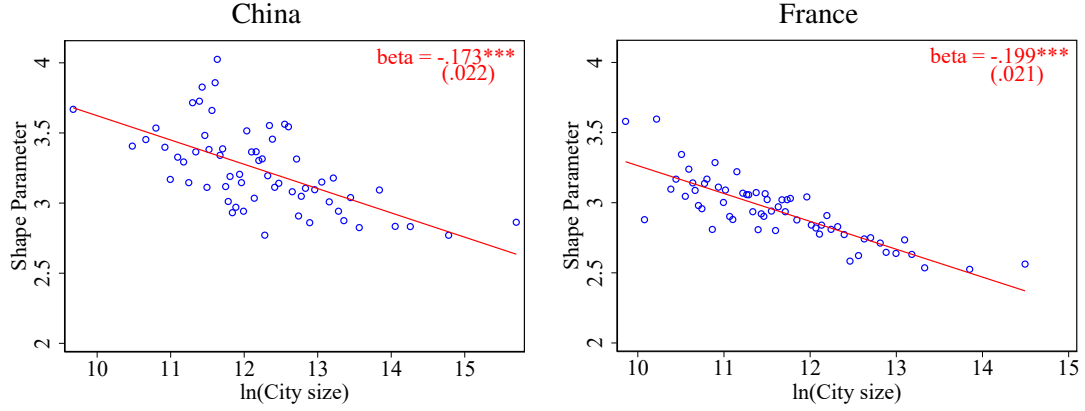 China
beta = -.173***
(.022)
Shape Parameter
4
3.5
3
2.5
2
10 11 12 13 14 15
ln(City size)
France
beta = -.199***
(.021)
Shape Parameter
4
3.5
3
2.5
2
10 11 12 13 14 15
ln(City size)